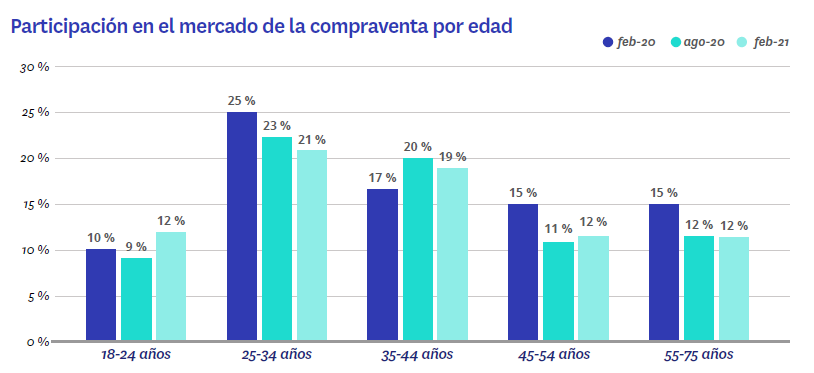 Participación en el mercado de la compraventa por edad
feb-20 ago-20 feb-21
30 %
25 %
20 %
15 %
10 %
5 %
0 %
10 % 9 % 12 %
25 % 23 % 21 %
17 % 20 % 19 %
15 % 11 % 12 %
15 % 12 % 12 %
18-24 años 25-34 años 35-44 años 45-54 años 55-75 años